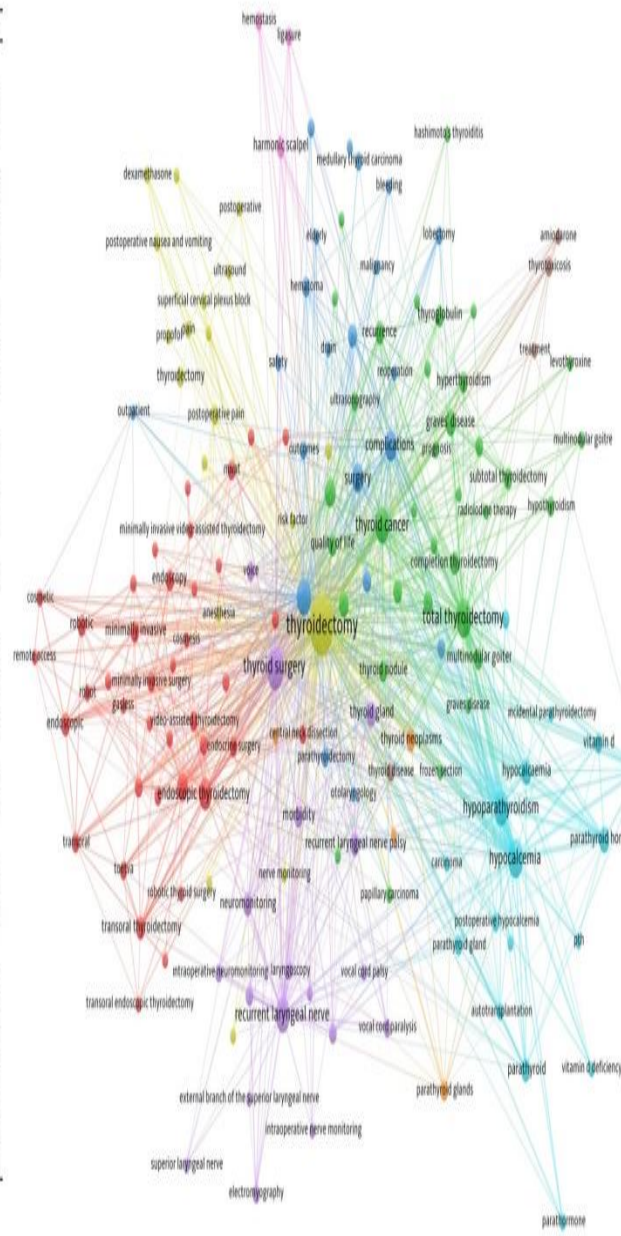 hemostasis
ligasure
hashimoto's thyroiditis
harmonic scalpel
medullary thyroid carcinoma
dexamethasone
bleeding
postoperative
elderly
lobectomy
amiodarone
postoperative nausea and vomiting
malignancy
thyrotoxicosis
ultrasound
hematoma
superficial cervical plexus block
thyroglobulin
recurrence
pain
propofol
drain
treatment
safety
reoperation
levothyroxine
thyroidectomy
hyperthyroidism
ultrasonography
outpatient
postoperative pain
graves' disease
complications
multinodular goitre
outcomes
prognosis
mivat
surgery
subtotal thyroidectomy
radioiodine therapy
hypothyroidism
risk factor
thyroid cancer
minimally invasive video-assisted thyroidectomy
quality of life
completion thyroidectomy
voice
endoscopy
cosmetic
anesthesia
robotic
minimally invasive
thyroidectomy
total thyroidectomy
cosmesis
remote access
thyroid surgery
multinodular goiter
thyroid nodule
robot
minimally invasive surgery
gasless
graves disease
incidental parathyroidectomy
thyroid gland
endoscopic
video-assisted thyroidectomy
central neck dissection
thyroid neoplasms
vitamin d
endocrine surgery
parathyroidectomy
thyroid disease
frozen section
hypocalcaemia
otolaryngology
endoscopic thyroidectomy
hypoparathyroidism
morbidity
transoral
recurrent laryngeal nerve palsy
parathyroid hor
hypocalcemia
carcinoma
toetva
nerve monitoring
robotic thyroid surgery
papillary carcinoma
neuromonitoring
transoral thyroidectomy
postoperative hypocalcemia
parathyroid gland
pth
intraoperative neuromonitoring
laryngoscopy
vocal cord palsy
transoral endoscopic thyroidectomy
recurrent laryngeal nerve
autotransplantation
vocal cord paralysis
parathyroid
vitamin d deficiency
parathyroid glands
external branch of the superior laryngeal nerve
intraoperative nerve monitoring
superior laryngeal nerve
electromyography
parathormone